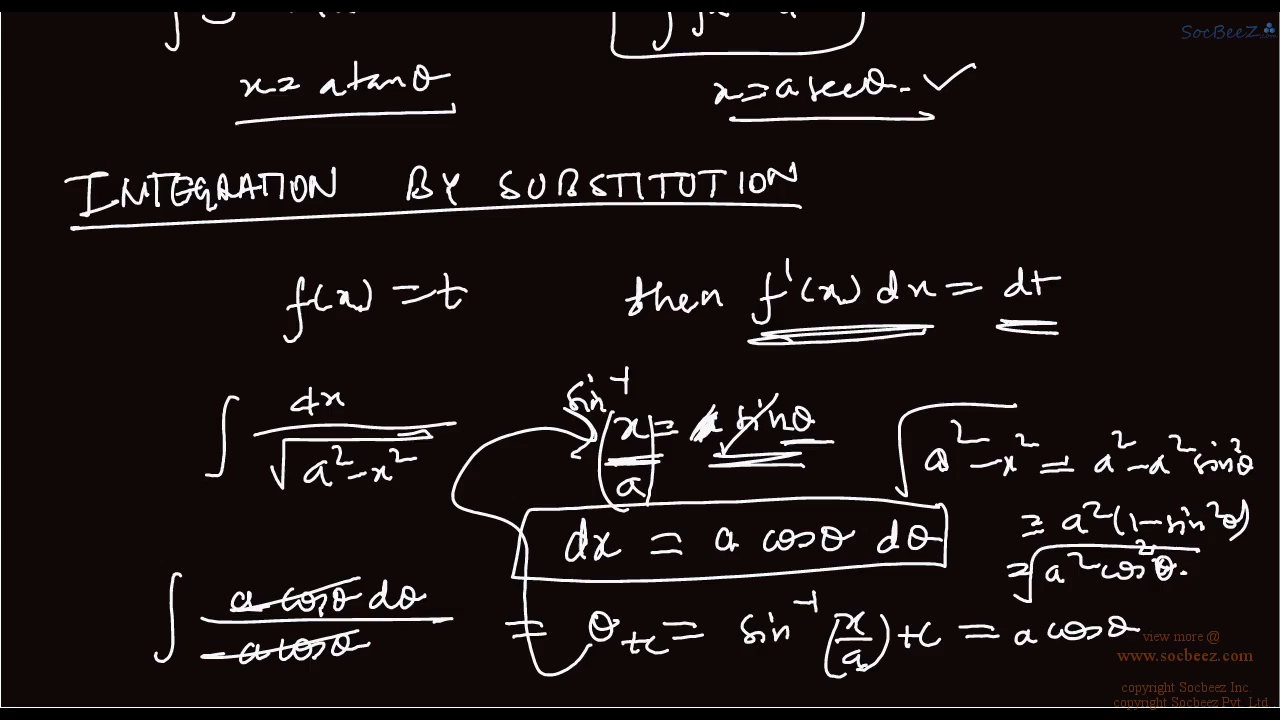 SocBeeZ.com
x = a tanθ
x = a secθ. ✓
INTEGRATION BY SUBSTITUTION
f(x) = t then f'(x) dx = dt
∫ dx / √(a² - x²)
sin⁻¹(x/a) = a sinθ
√(a² - x²) = a² - a² sin²θ
= a²(1 - sin²θ)
= √(a² cos²θ).
dx = a cosθ dθ
∫ a cosθ dθ / a cosθ = θ + c = sin⁻¹(x/a) + c = a cosθ
view more @
www.socbeez.com
copyright Socbeez Inc
copyright Socbeez Pvt. Ltd.